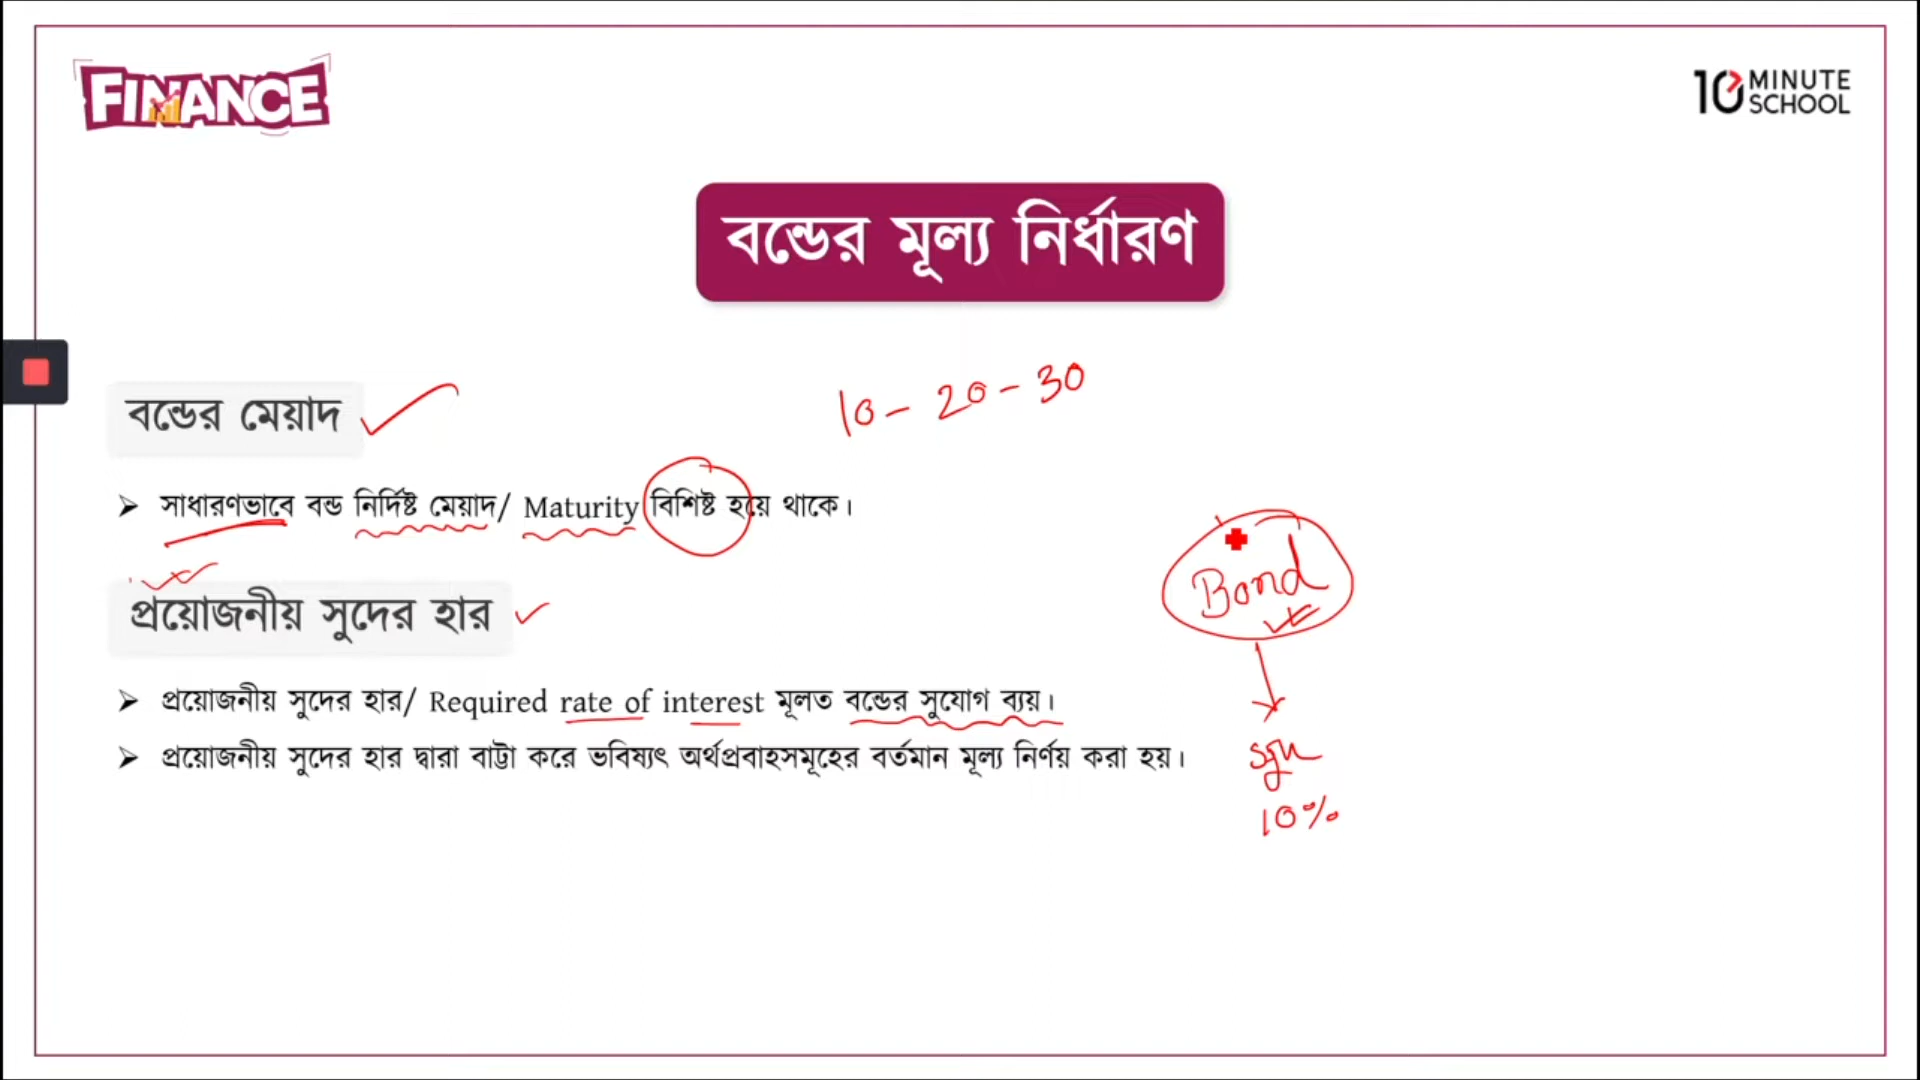 FINANCE
10 MINUTE SCHOOL
বন্ডের মূল্য নির্ধারণ
10 - 20 - 30
বন্ডের মেয়াদ
সাধারণভাবে বন্ড নির্দিষ্ট মেয়াদ/ Maturity বিশিষ্ট হয়ে থাকে।
Bond
প্রয়োজনীয় সুদের হার
প্রয়োজনীয় সুদের হার/ Required rate of interest মূলত বন্ডের সুযোগ ব্যয়।
প্রয়োজনীয় সুদের হার দ্বারা বাট্টা করে ভবিষ্যৎ অর্থপ্রবাহসমূহের বর্তমান মূল্য নির্ণয় করা হয়।
10%